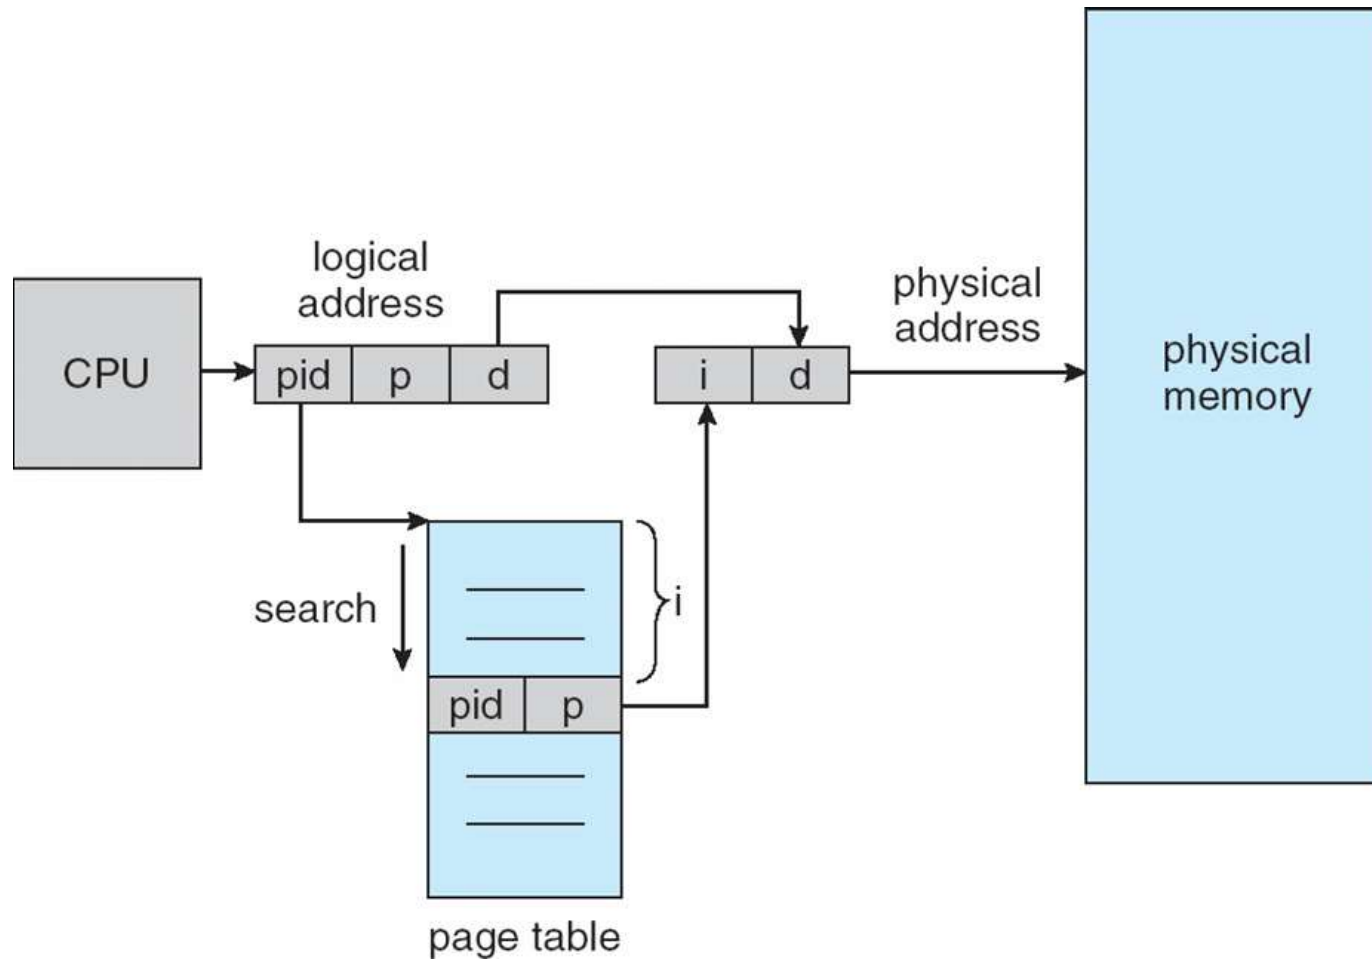 logical
address
physical
address
CPU
pid p d
i d
physical
memory
search
i
pid p
page table